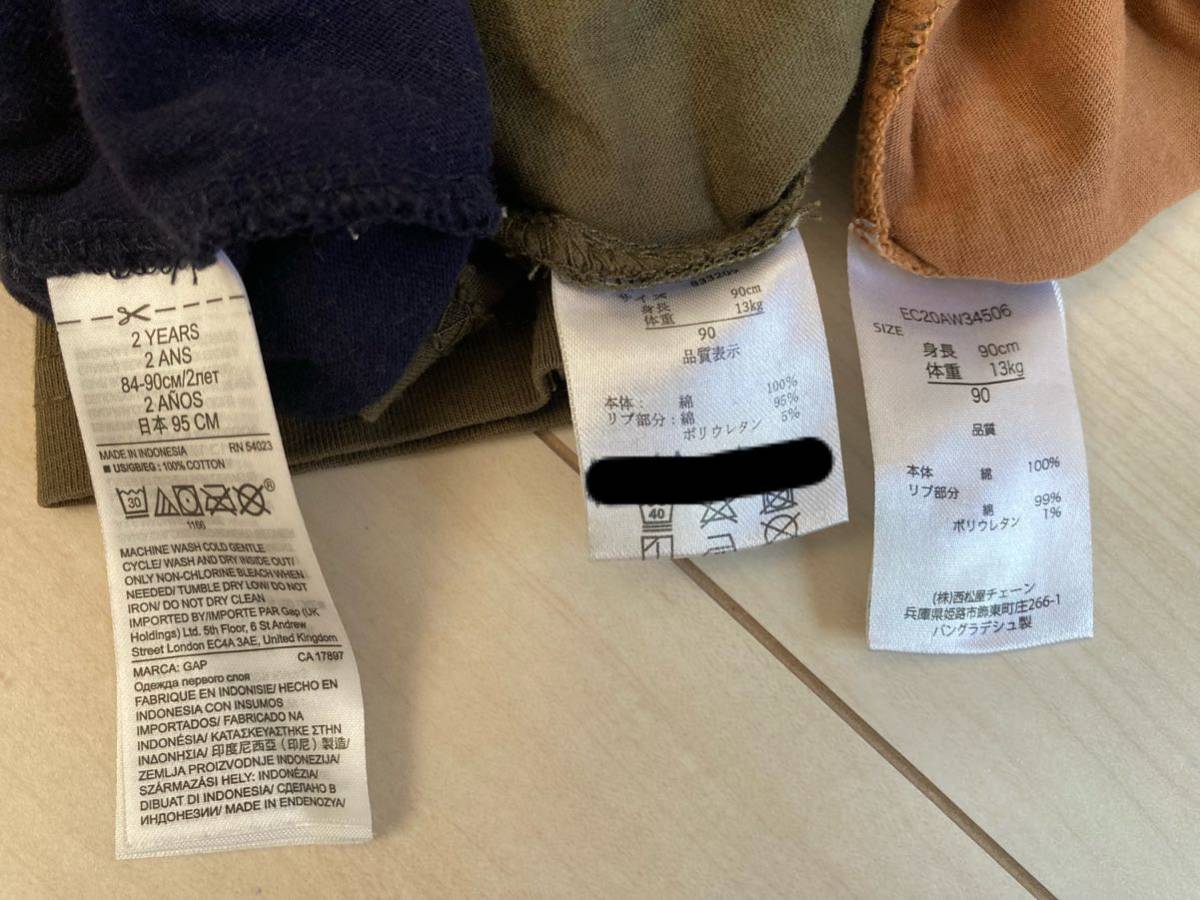 2 YEARS
2 ANS
84-90см/2лет
2 AÑOS
日本 95 CM
MADE IN INDONESIA RN 54023
■ US/GB/EG : 100% COTTON
30
®
1166
MACHINE WASH COLD GENTLE
CYCLE/ WASH AND DRY INSIDE OUT/
ONLY NON-CHLORINE BLEACH WHEN
NEEDED/ TUMBLE DRY LOW/ DO NOT
IRON/ DO NOT DRY CLEAN
IMPORTED BY/IMPORTE PAR Gap (UK
Holdings) Ltd. 5th Floor, 6 St Andrew
Street London EC4A 3AE, United Kingdom
MARCA: GAP CA 17897
Одежда первого слоя
FABRIQUE EN INDONISIE/ HECHO EN
INDONESIA CON INSUMOS
IMPORTADOS/ FABRICADO NA
INDONÉSIA/ ΚΑΤΑΣΚΕΥΑΣΤΗΚΕ ΣΤΗΝ
ΙΝΔΟΝΗΣΙΑ/ 印度尼西亞（印尼）製造/
ZEMLJA PROIZVODNJE INDONEZIJA/
SZÁRMAZÁSI HELY: INDONÉZIA/
DIBUAT DI INDONESIA/ СДЕЛАНО В
ИНДОНЕЗИИ/ MADE IN ENDENOZYA/
833209
サイズ
身長 90cm
体重 13kg
90
品質表示
本体 : 綿 100%
リブ部分 : 綿 95%
ポリウレタン 5%
40
EC20AW34506
SIZE
身長 90cm
体重 13kg
90
品質
本体 綿 100%
リブ部分
綿 99%
ポリウレタン 1%
(株)西松屋チェーン
兵庫県姫路市飾東町庄266-1
バングラデシュ製